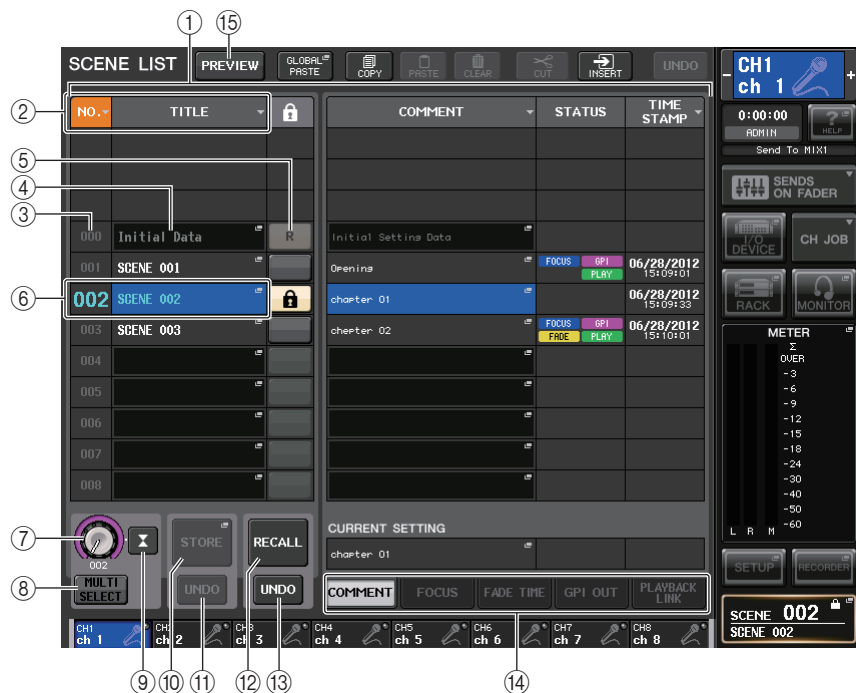 ① ⑮
SCENE LIST PREVIEW GLOBAL PASTE COPY PASTE CLEAR CUT INSERT UNDO
CH1
ch 1
- +
② NO. TITLE COMMENT STATUS TIME STAMP
0:00:00
ADMIN
? HELP
Send To MIX1
⑤
④
③
SENDS ON FADER
000 Initial Data R Initial Setting Data
I/O DEVICE CH JOB
001 SCENE 001 Opening FOCUS GPI PLAY 06/28/2012 15:09:01
⑥ 002 SCENE 002 chapter 01 06/28/2012 15:09:33
RACK MONITOR
003 SCENE 003 chepter 02 FOCUS GPI FADE PLAY 06/28/2012 15:10:01
004
005
006
007
008
METER
Σ
OVER
-3
-6
-9
-12
-15
-18
-24
-30
-40
-50
-60
L R M
⑦ 002
STORE RECALL
CURRENT SETTING
chapter 01
⑧ MULTI SELECT UNDO UNDO
COMMENT FOCUS FADE TIME GPI OUT PLAYBACK LINK
SETUP RECORDER
SCENE 002
SCENE 002
CH1 CH2 CH3 CH4 CH5 CH6 CH7 CH8
ch 1 ch 2 ch 3 ch 4 ch 5 ch 6 ch 7 ch 8
⑨ ⑩ ⑪ ⑫ ⑬ ⑭